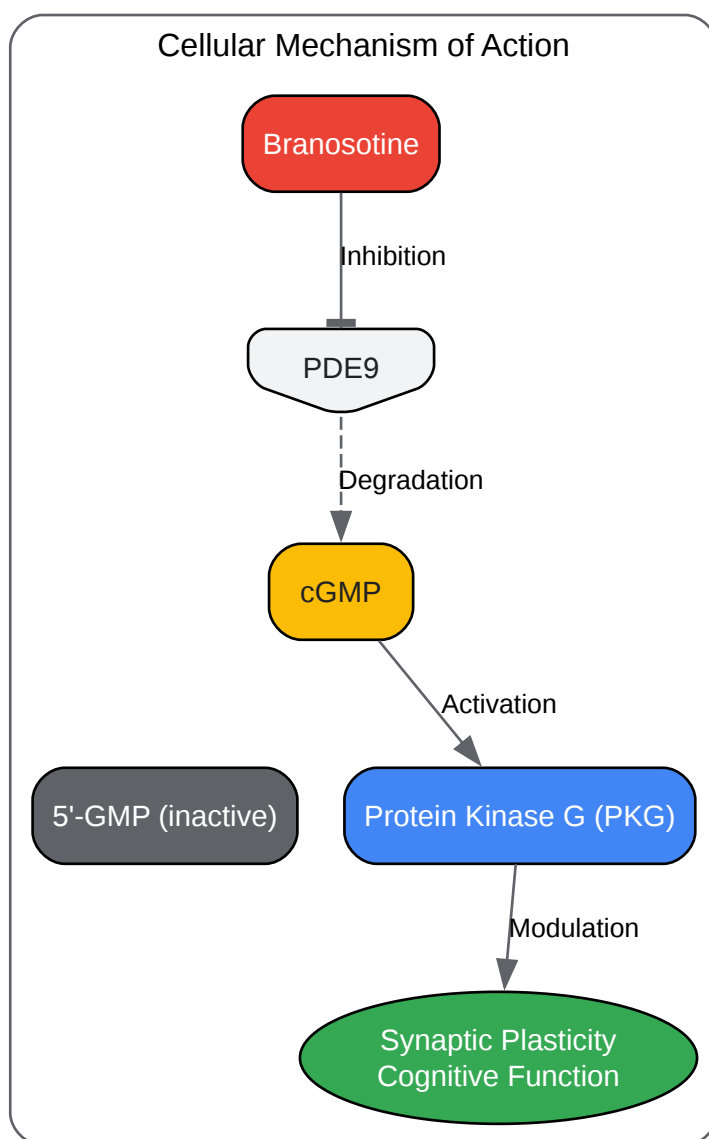 Cellular Mechanism of Action
Branosotine
Inhibition
PDE9
Degradation
cGMP
Activation
5'-GMP (inactive)
Protein Kinase G (PKG)
Modulation
Synaptic Plasticity
Cognitive Function